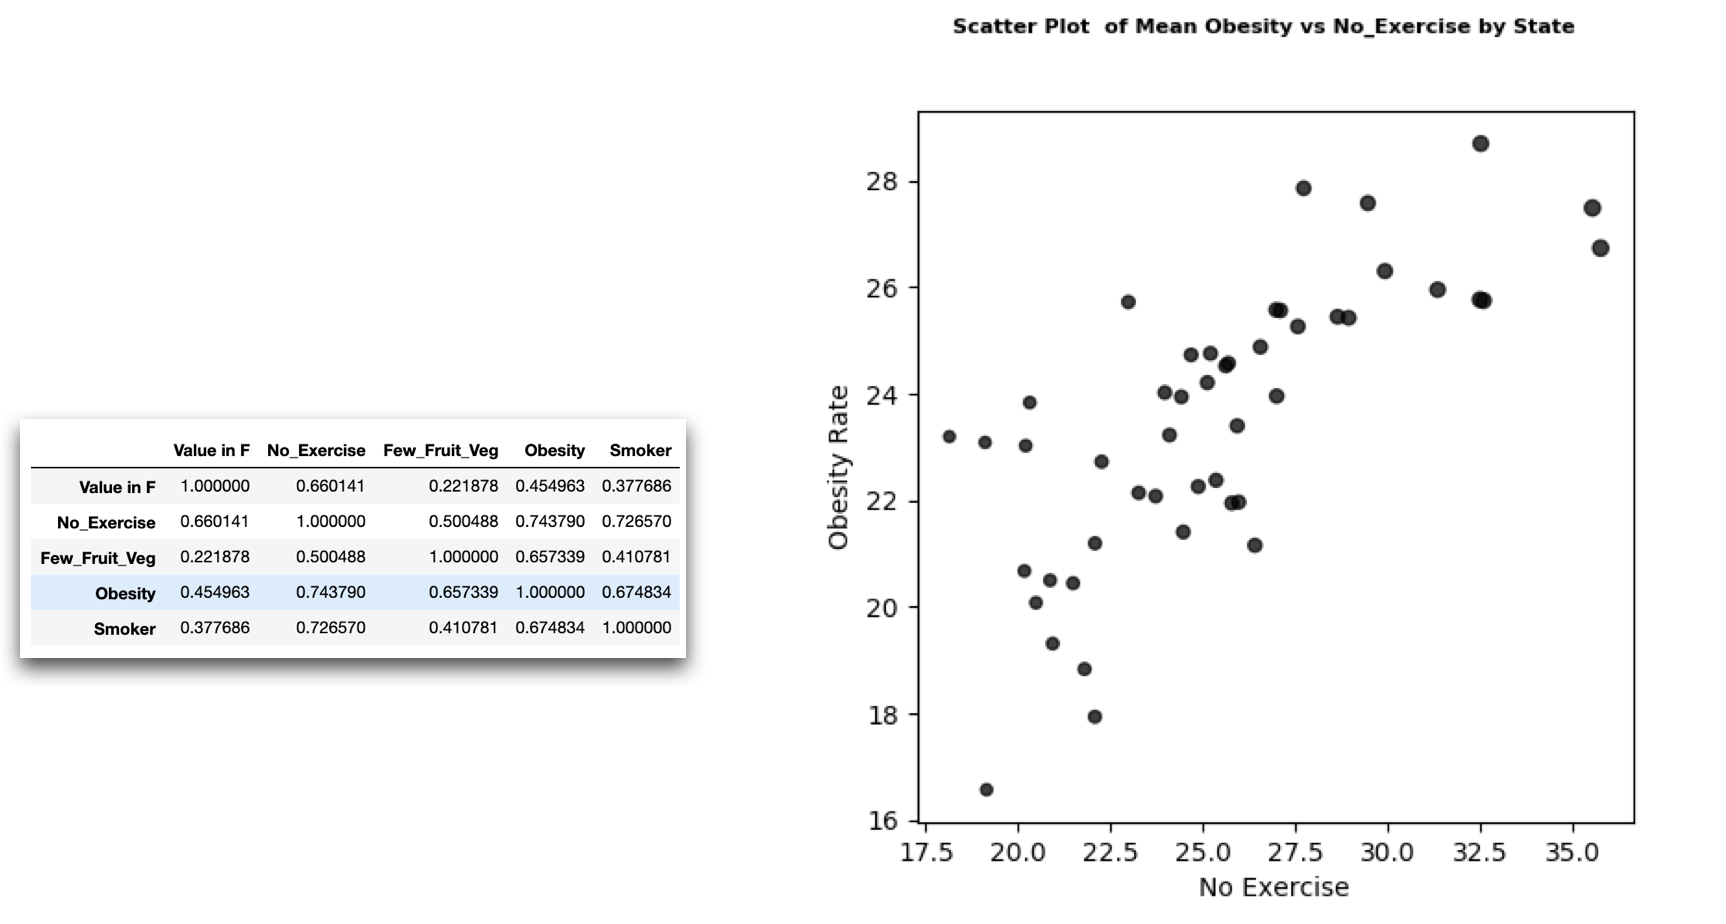 Scatter Plot  of Mean Obesity vs No_Exercise by State
Value in F No_Exercise Few_Fruit_Veg Obesity Smoker
Value in F 1.000000 0.660141 0.221878 0.454963 0.377686
No_Exercise 0.660141 1.000000 0.500488 0.743790 0.726570
Few_Fruit_Veg 0.221878 0.500488 1.000000 0.657339 0.410781
Obesity 0.454963 0.743790 0.657339 1.000000 0.674834
Smoker 0.377686 0.726570 0.410781 0.674834 1.000000
Obesity Rate
28
26
24
22
20
18
16
17.5 20.0 22.5 25.0 27.5 30.0 32.5 35.0
No Exercise